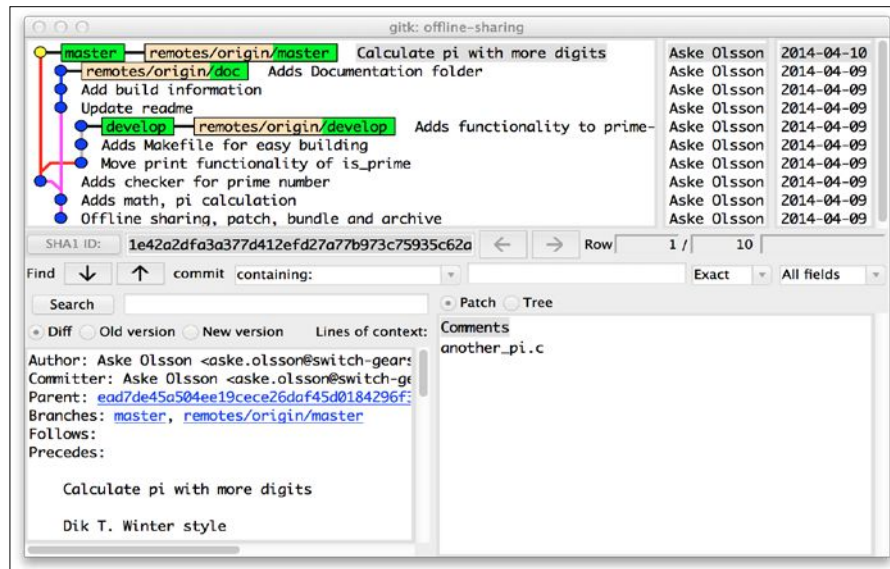 gitk: offline-sharing
master remotes/origin/master Calculate pi with more digits Aske Olsson 2014-04-10
remotes/origin/doc Adds Documentation folder Aske Olsson 2014-04-09
Add build information Aske Olsson 2014-04-09
Update readme Aske Olsson 2014-04-09
develop remotes/origin/develop Adds functionality to prime- Aske Olsson 2014-04-09
Adds Makefile for easy building Aske Olsson 2014-04-09
Move print functionality of is_prime Aske Olsson 2014-04-09
Adds checker for prime number Aske Olsson 2014-04-09
Adds math, pi calculation Aske Olsson 2014-04-09
Offline sharing, patch, bundle and archive Aske Olsson 2014-04-09
SHA1 ID: 1e42a2dfa3a377d412efd27a77b973c75935c62a ← → Row 1 / 10
Find ↓ ↑ commit containing: Exact All fields
Search Patch Tree
Diff Old version New version Lines of context:
Comments
another_pi.c
Author: Aske Olsson <aske.olsson@switch-gears
Committer: Aske Olsson <aske.olsson@switch-ge
Parent: ead7de45a504ee19cece26daf45d0184296f3
Branches: master, remotes/origin/master
Follows:
Precedes:
Calculate pi with more digits
Dik T. Winter style